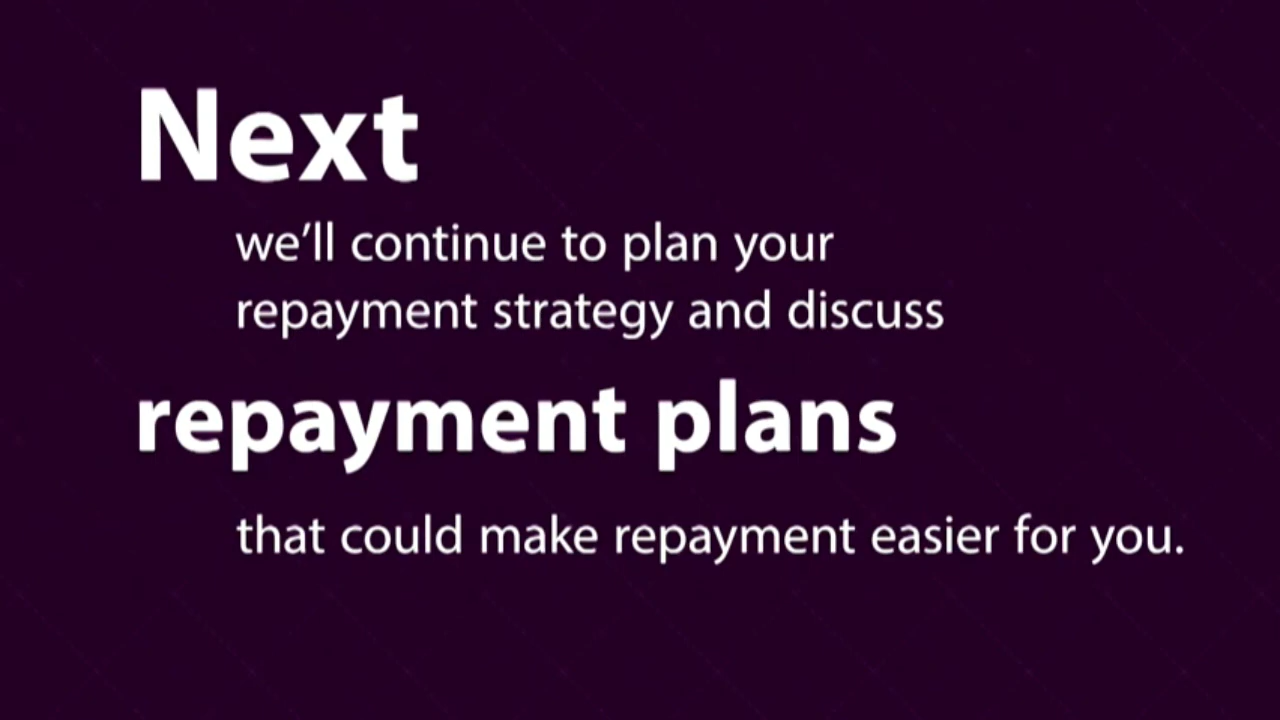 Next
we’ll continue to plan your
repayment strategy and discuss
repayment plans
that could make repayment easier for you.